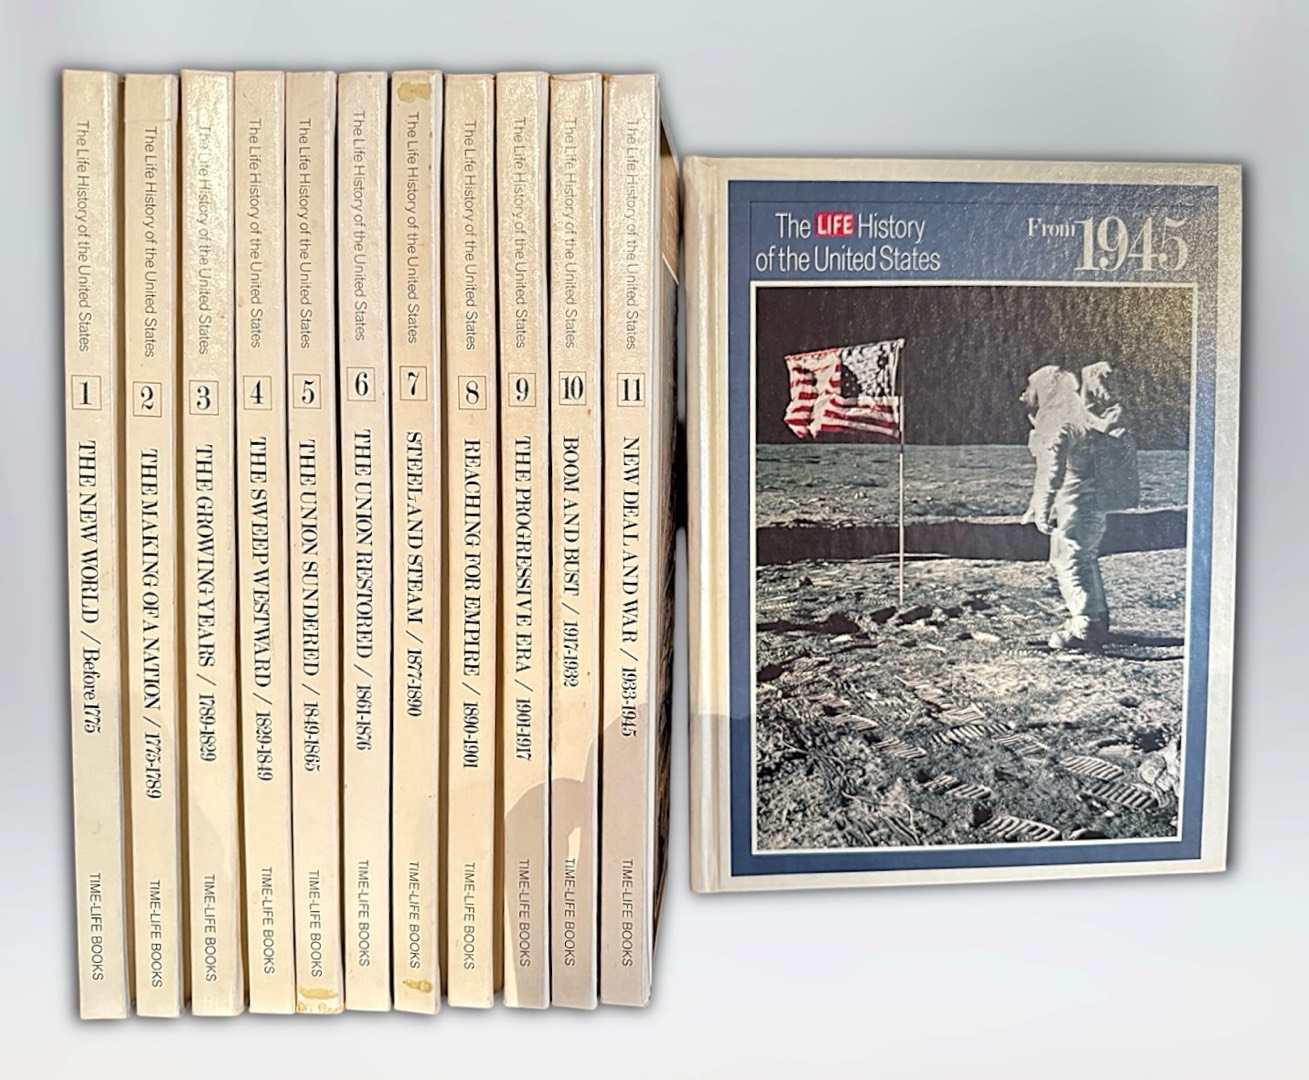 The Life History of the United States 1 THE NEW WORLD / Before 1775 TIME-LIFE BOOKS
The Life History of the United States 2 THE MAKING OF A NATION / 1775-1789 TIME-LIFE BOOKS
The Life History of the United States 3 THE GROWING YEARS / 1789-1829 TIME-LIFE BOOKS
The Life History of the United States 4 THE SWEEP WESTWARD / 1829-1849 TIME-LIFE BOOKS
The Life History of the United States 5 THE UNION SUNDERED / 1849-1865 TIME-LIFE BOOKS
The Life History of the United States 6 THE UNION RESTORED / 1861-1876 TIME-LIFE BOOKS
The Life History of the United States 7 STEEL AND STEAM / 1877-1890 TIME-LIFE BOOKS
The Life History of the United States 8 REACHING FOR EMPIRE / 1890-1901 TIME-LIFE BOOKS
The Life History of the United States 9 THE PROGRESSIVE ERA / 1901-1917 TIME-LIFE BOOKS
The Life History of the United States 10 BOOM AND BUST / 1917-1932 TIME-LIFE BOOKS
The Life History of the United States 11 NEW DEAL AND WAR / 1933-1945 TIME-LIFE BOOKS
The LIFE History
of the United States
From 1945